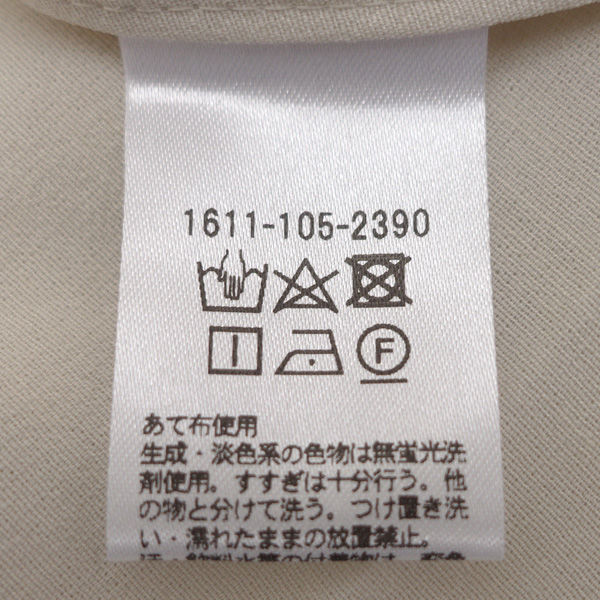 1611-105-2390
F
あて布使用
生成・淡色系の色物は無蛍光洗
剤使用。すすぎは十分行う。他
の物と分けて洗う。つけ置き洗
い・濡れたままの放置禁止。